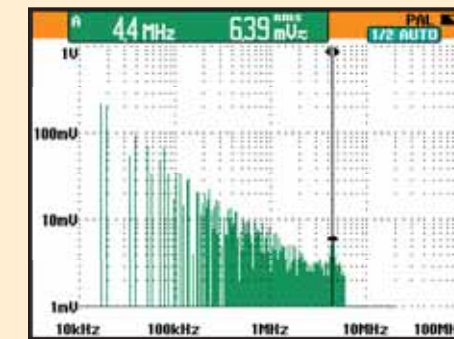 A 4.4 MHz 6.39 rms mV≂ PAL
1/2 AUTO
1V
100mV
10mV
1mV
10kHz 100kHz 1MHz 10MHz 100MH